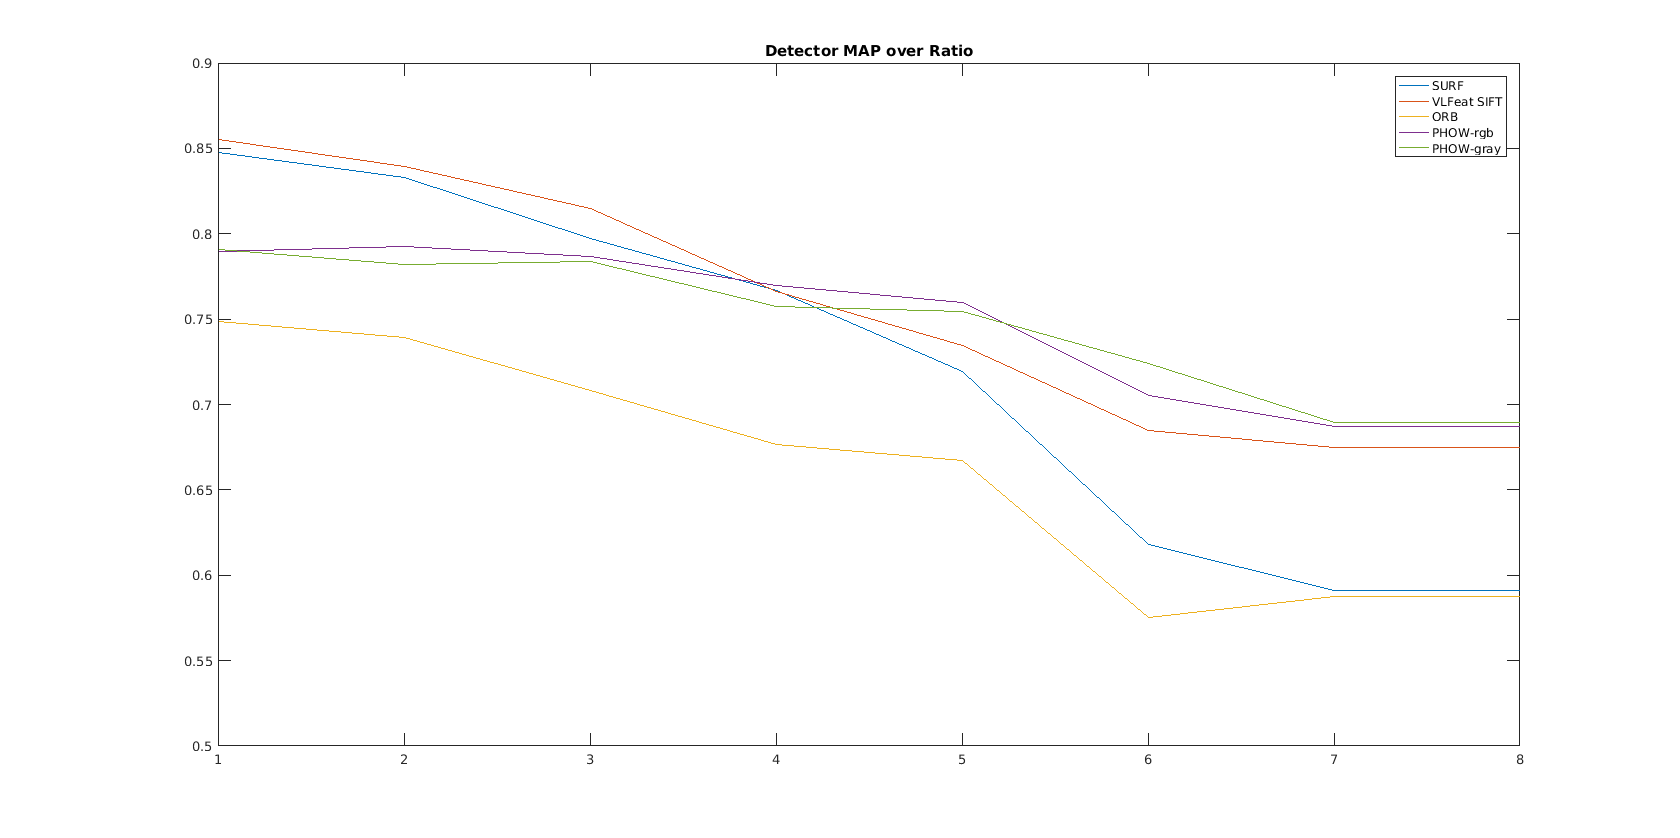 Detector MAP over Ratio
0.9
0.85
0.8
0.75
0.7
0.65
0.6
0.55
0.5
1 2 3 4 5 6 7 8
SURF
VLFeat SIFT
ORB
PHOW-rgb
PHOW-gray